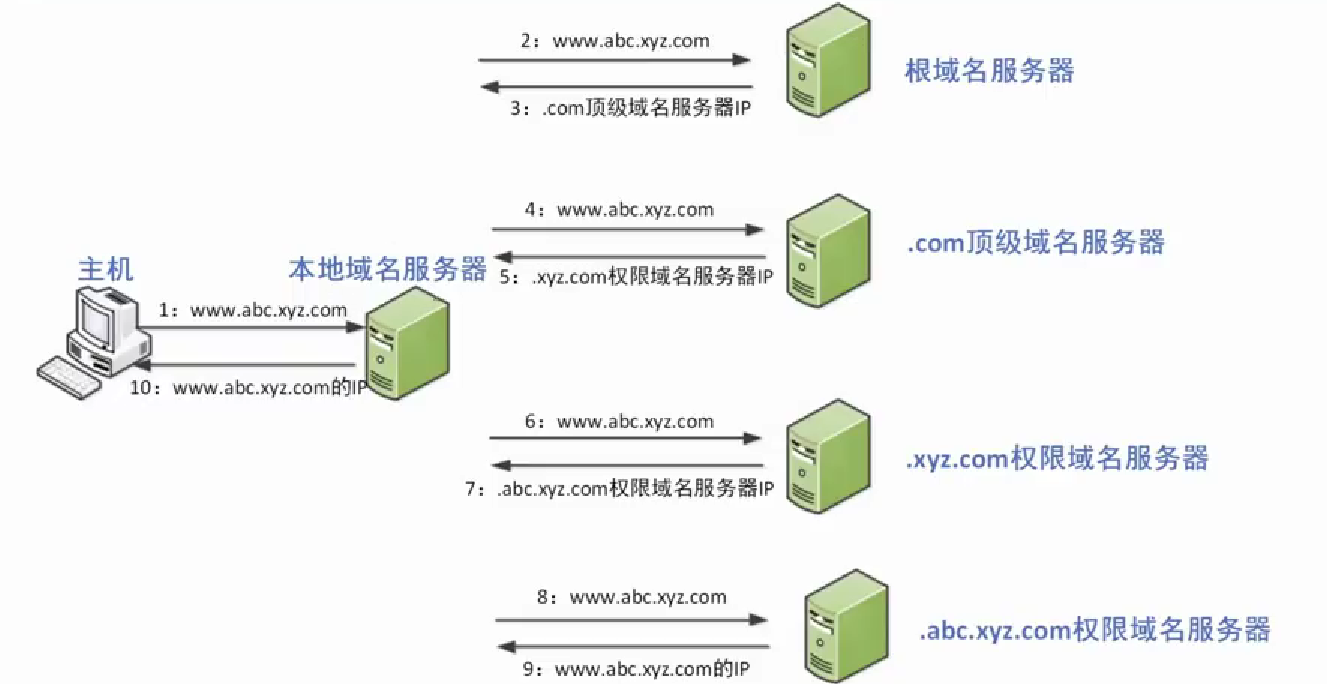 2：www.abc.xyz.com
根域名服务器
3：.com顶级域名服务器IP
4：www.abc.xyz.com
.com顶级域名服务器
主机
本地域名服务器
5：.xyz.com权限域名服务器IP
1：www.abc.xyz.com
10：www.abc.xyz.com的IP
6：www.abc.xyz.com
.xyz.com权限域名服务器
7：.abc.xyz.com权限域名服务器IP
8：www.abc.xyz.com
.abc.xyz.com权限域名服务器
9：www.abc.xyz.com的IP